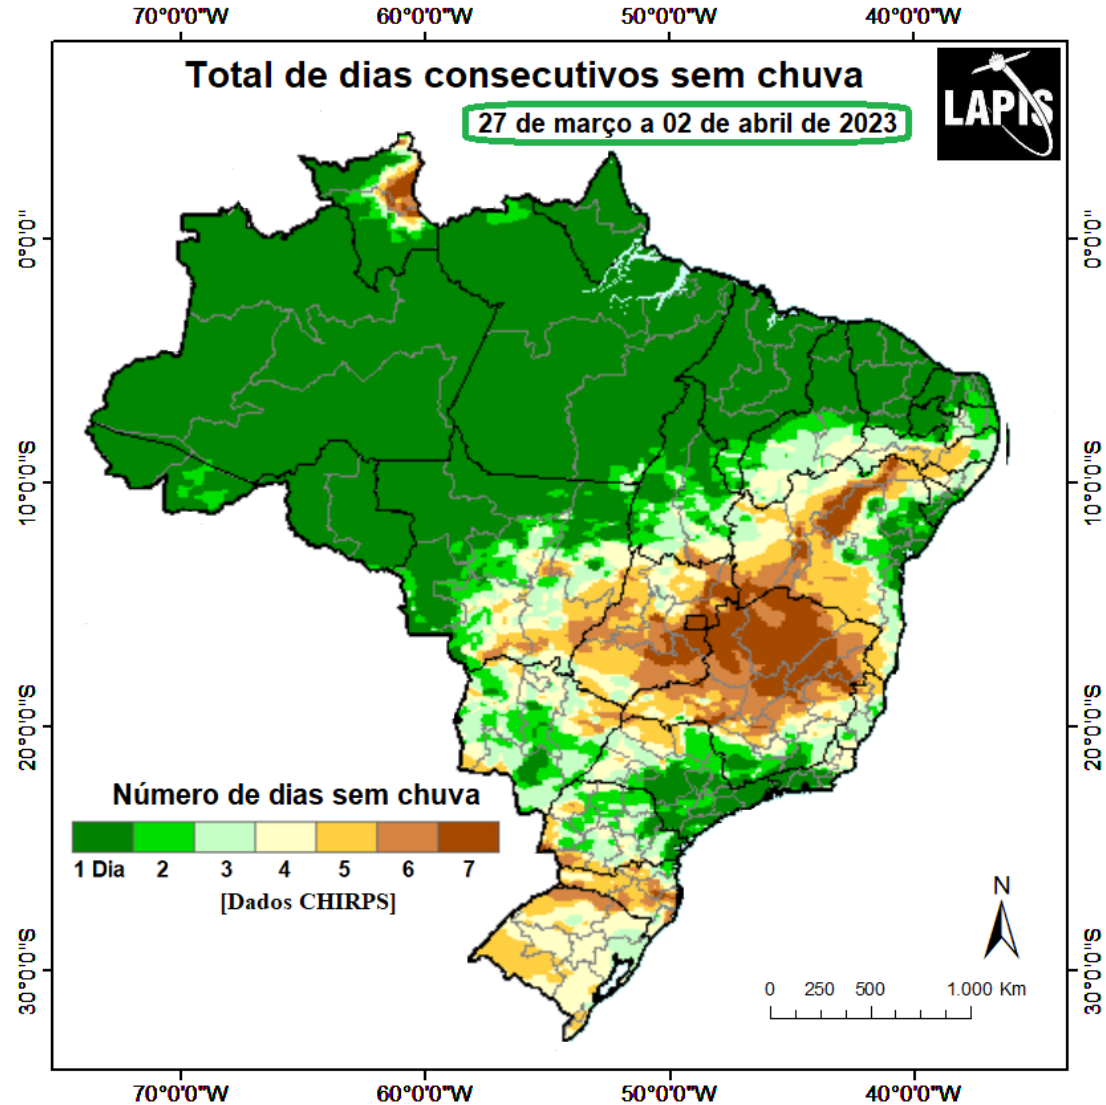 70°0'0"W 60°0'0"W 50°0'0"W 40°0'0"W
Total de dias consecutivos sem chuva
LAPIS
27 de março a 02 de abril de 2023
0°0'0" 0°0'0"
10°0'0"S 10°0'0"S
20°0'0"S 20°0'0"S
Número de dias sem chuva
1 Dia 2 3 4 5 6 7
[Dados CHIRPS]
N
30°0'0"S 30°0'0"S
0 250 500 1.000 Km
70°0'0"W 60°0'0"W 50°0'0"W 40°0'0"W